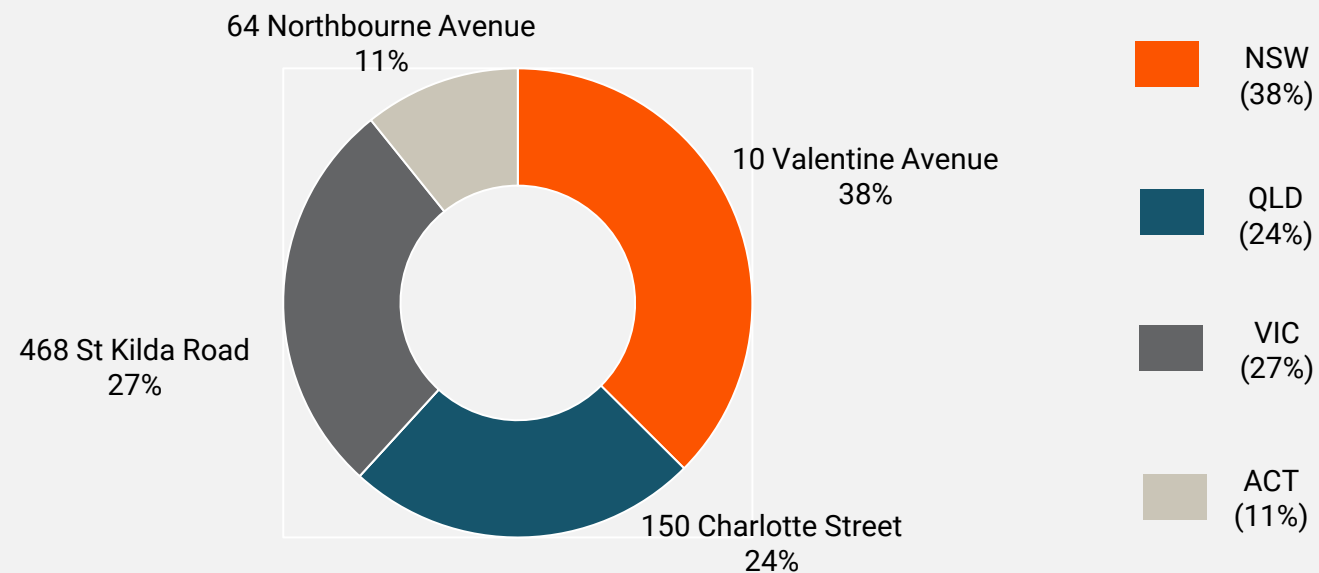 64 Northbourne Avenue
11%
10 Valentine Avenue
38%
468 St Kilda Road
27%
150 Charlotte Street
24%
NSW
(38%)
QLD
(24%)
VIC
(27%)
ACT
(11%)